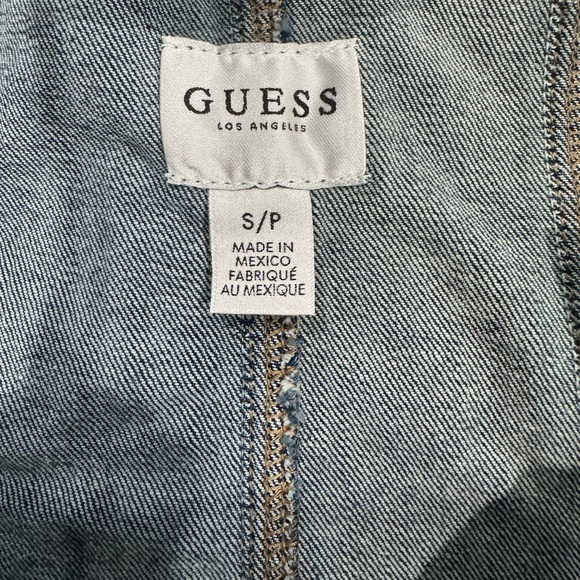 GUESS
LOS ANGELES
S/P
MADE IN
MEXICO
FABRIQUÉ
AU MEXIQUE